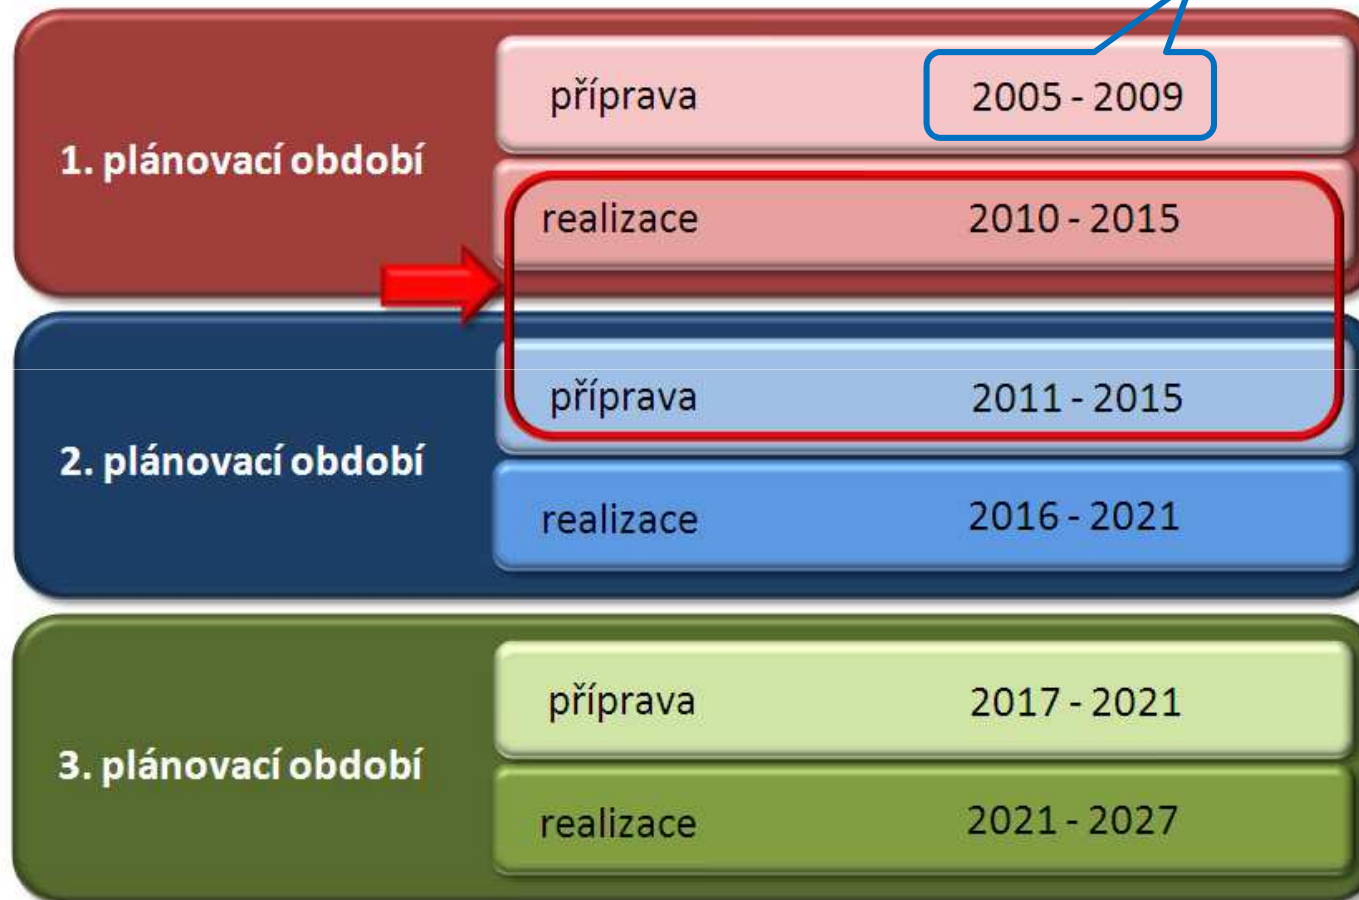 1. plánovací období
příprava 2005 - 2009
realizace 2010 - 2015
2. plánovací období
příprava 2011 - 2015
realizace 2016 - 2021
3. plánovací období
příprava 2017 - 2021
realizace 2021 - 2027